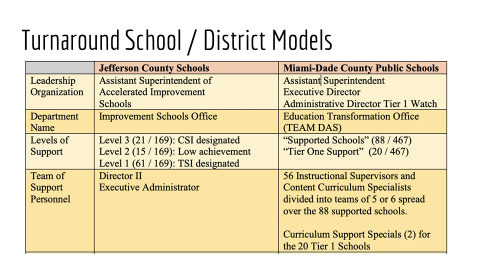 Turnaround School / District Models
Jefferson County Schools
Miami-Dade County Public Schools
Leadership
Organization
Assistant Superintendent of
Accelerated Improvement
Schools
Assistant Superintendent
Executive Director
Administrative Director Tier 1 Watch
Department
Name
Improvement Schools Office
Education Transformation Office
(TEAM DAS)
Levels of
Support
Level 3 (21 / 169): CSI designated
Level 2 (15 / 169): Low achievement
Level 1 (61 / 169): TSI designated
“Supported Schools” (88 / 467)
“Tier One Support” (20 / 467)
Team of
Support
Personnel
Director II
Executive Administrator
56 Instructional Supervisors and
Content Curriculum Specialists
divided into teams of 5 or 6 spread
over the 88 supported schools.
Curriculum Support Specials (2) for
the 20 Tier 1 Schools